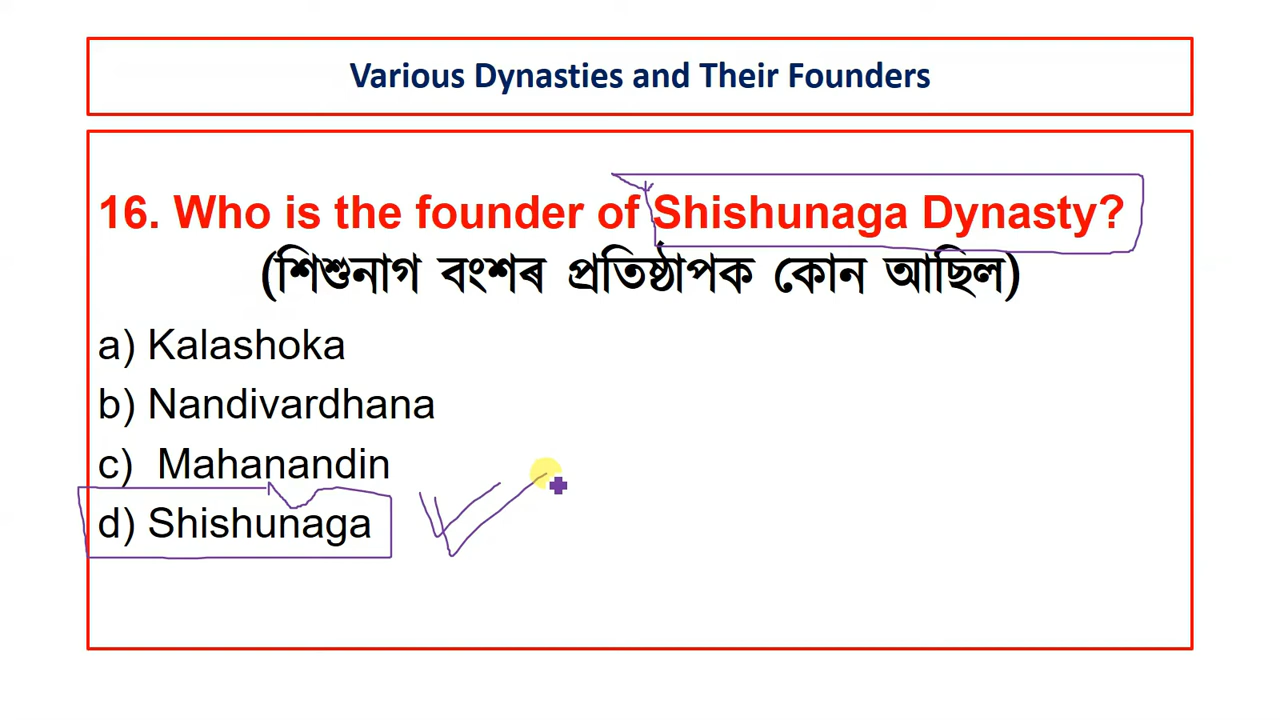 Various Dynasties and Their Founders
16. Who is the founder of Shishunaga Dynasty?
(শিশুনাগ বংশৰ প্ৰতিষ্ঠাপক কোন আছিল)
a) Kalashoka
b) Nandivardhana
c) Mahanandin
d) Shishunaga